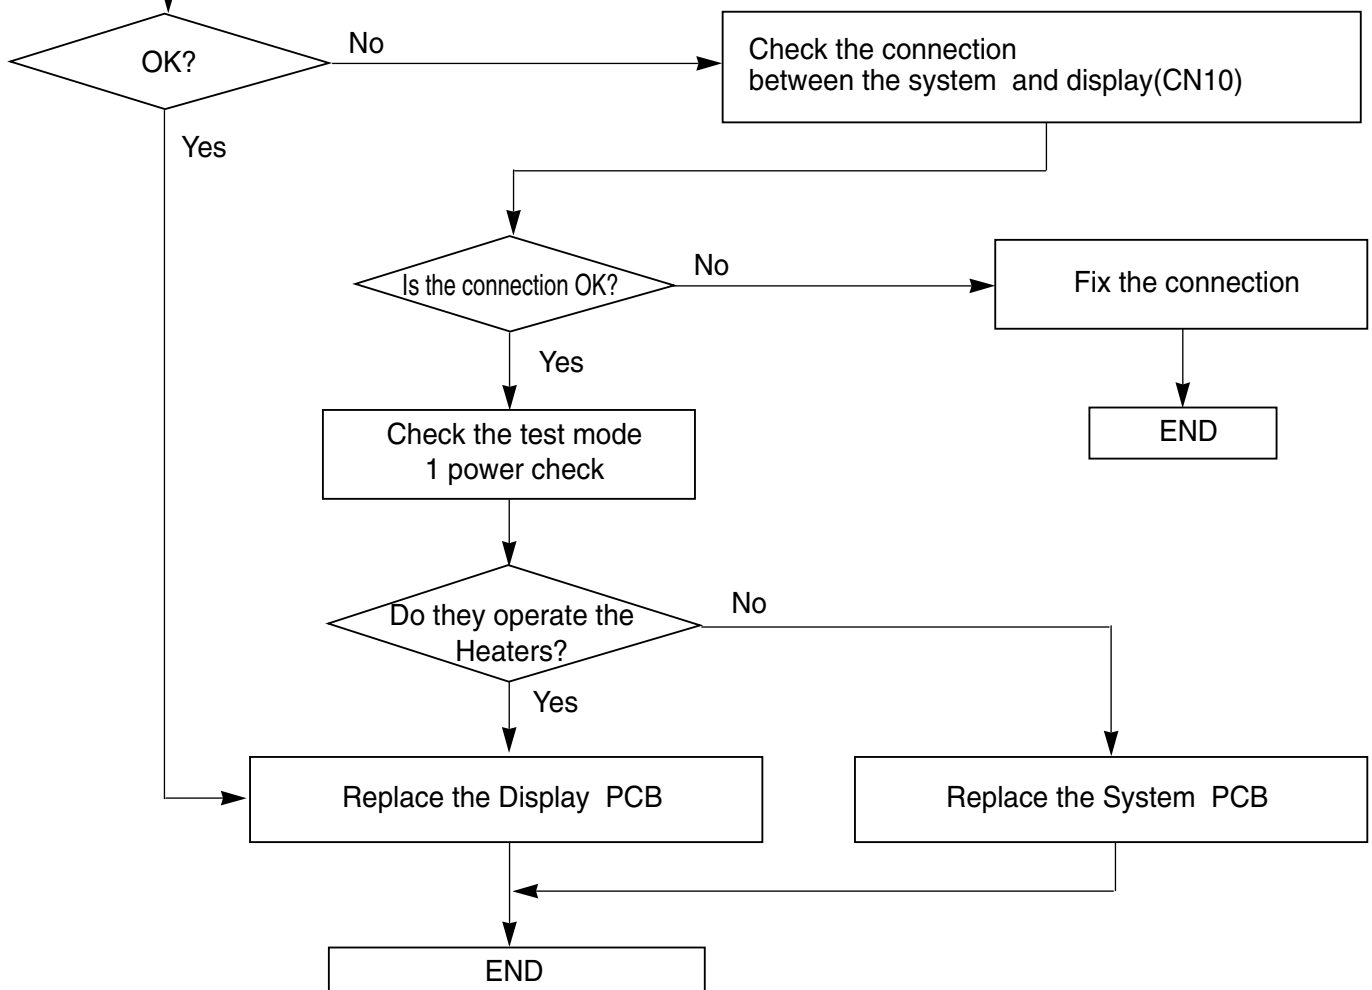 OK?
No
Check the connection
between the system and display(CN10)
Yes
Is the connection OK?
No
Fix the connection
Yes
END
Check the test mode
1 power check
Do they operate the
Heaters?
No
Yes
Replace the Display PCB
Replace the System PCB
END